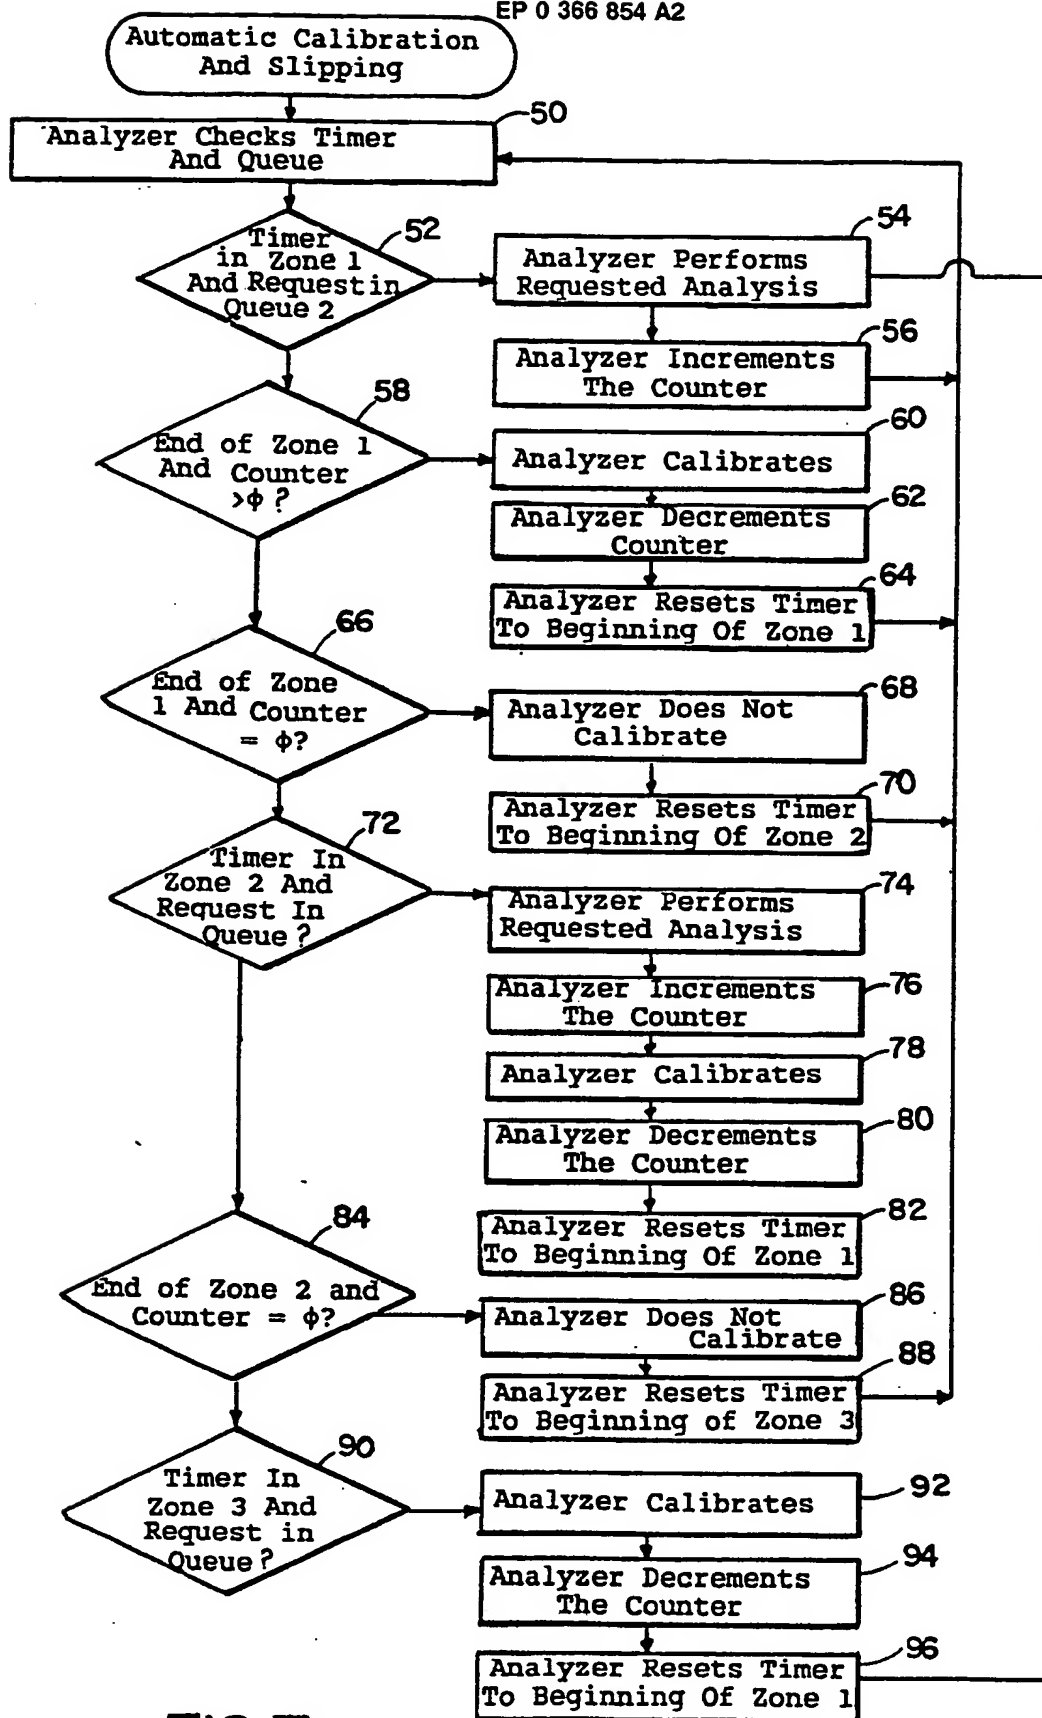 EP 0 366 854 A2
Automatic Calibration
And Slipping
50
Analyzer Checks Timer
And Queue
52
Timer
in Zone 1
And Request in
Queue 2
54
Analyzer Performs
Requested Analysis
56
Analyzer Increments
The Counter
58
End of Zone 1
And Counter
>ϕ?
60
Analyzer Calibrates
62
Analyzer Decrements
Counter
64
Analyzer Resets Timer
To Beginning Of Zone 1
66
End of Zone
1 And Counter
= ϕ?
68
Analyzer Does Not
Calibrate
70
Analyzer Resets Timer
To Beginning Of Zone 2
72
Timer In
Zone 2 And
Request In
Queue?
74
Analyzer Performs
Requested Analysis
76
Analyzer Increments
The Counter
78
Analyzer Calibrates
80
Analyzer Decrements
The Counter
82
Analyzer Resets Timer
To Beginning Of Zone 1
84
End of Zone 2 and
Counter = ϕ?
86
Analyzer Does Not
Calibrate
88
Analyzer Resets Timer
To Beginning of Zone 3
90
Timer In
Zone 3 And
Request in
Queue?
92
Analyzer Calibrates
94
Analyzer Decrements
The Counter
96
Analyzer Resets Timer
To Beginning Of Zone 1